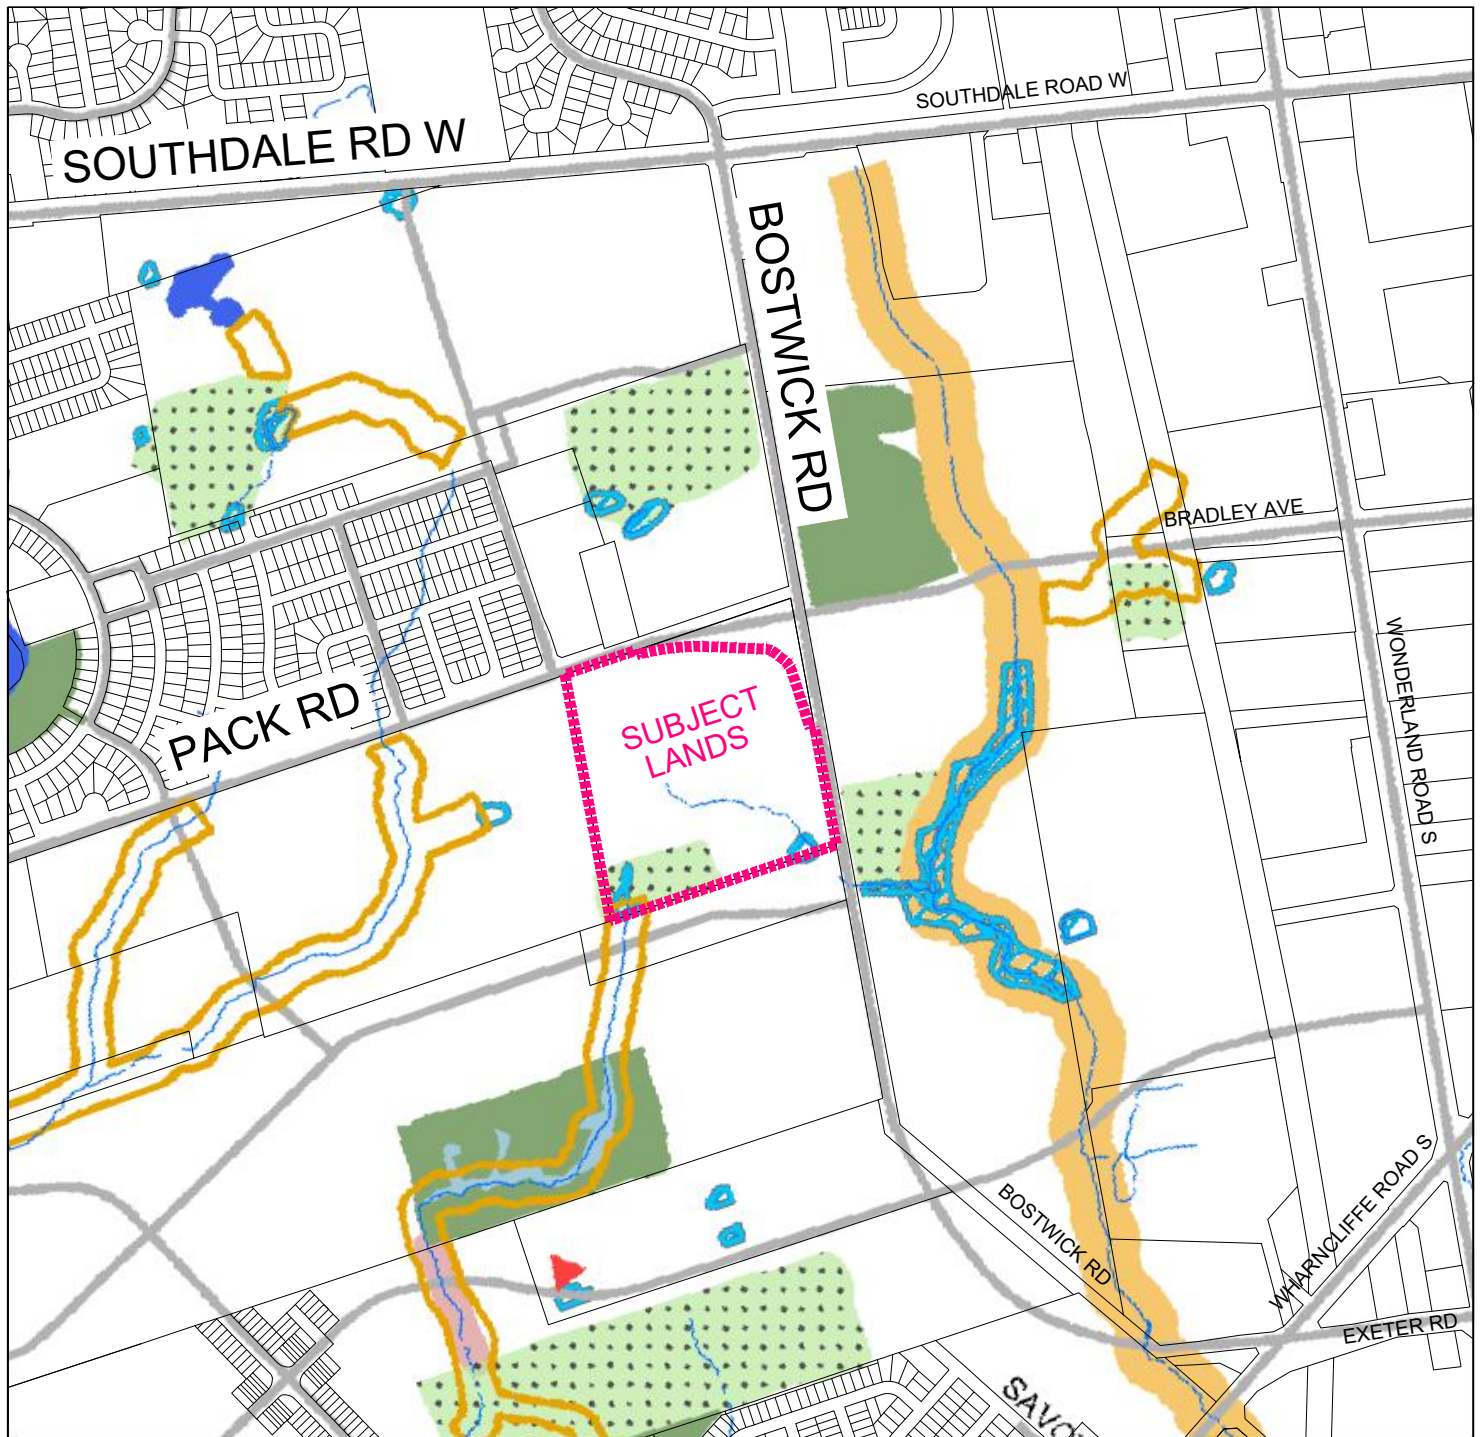 SOUTHDALE ROAD W
SOUTHDALE RD W
BOSTWICK RD
BRADLEY AVE
WONDERLAND ROAD S
PACK RD
SUBJECT
LANDS
BOSTWICK RD
WHARNCLIFFE ROAD S
EXETER RD